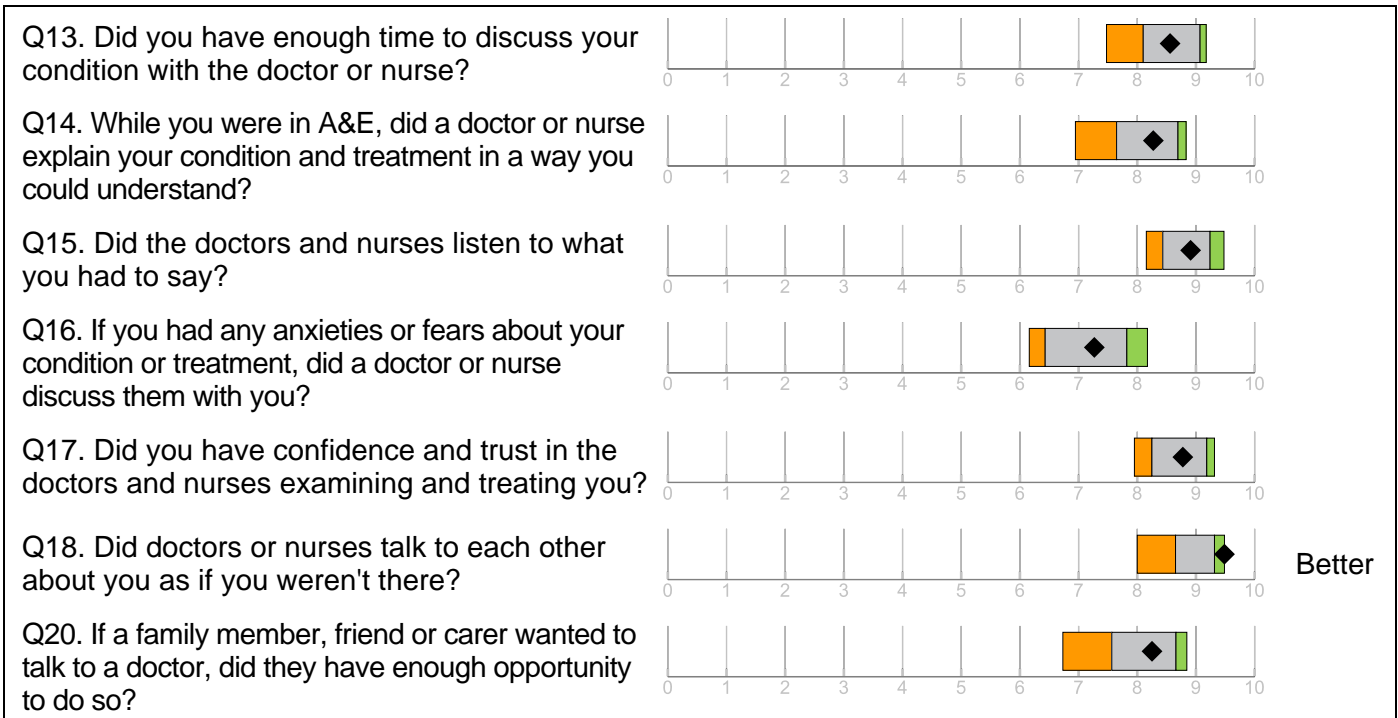 Q13. Did you have enough time to discuss your
condition with the doctor or nurse?
0 1 2 3 4 5 6 7 8 9 10
Q14. While you were in A&E, did a doctor or nurse
explain your condition and treatment in a way you
could understand?
0 1 2 3 4 5 6 7 8 9 10
Q15. Did the doctors and nurses listen to what
you had to say?
0 1 2 3 4 5 6 7 8 9 10
Q16. If you had any anxieties or fears about your
condition or treatment, did a doctor or nurse
discuss them with you?
0 1 2 3 4 5 6 7 8 9 10
Q17. Did you have confidence and trust in the
doctors and nurses examining and treating you?
0 1 2 3 4 5 6 7 8 9 10
Q18. Did doctors or nurses talk to each other
about you as if you weren't there?
0 1 2 3 4 5 6 7 8 9 10
Better
Q20. If a family member, friend or carer wanted to
talk to a doctor, did they have enough opportunity
to do so?
0 1 2 3 4 5 6 7 8 9 10